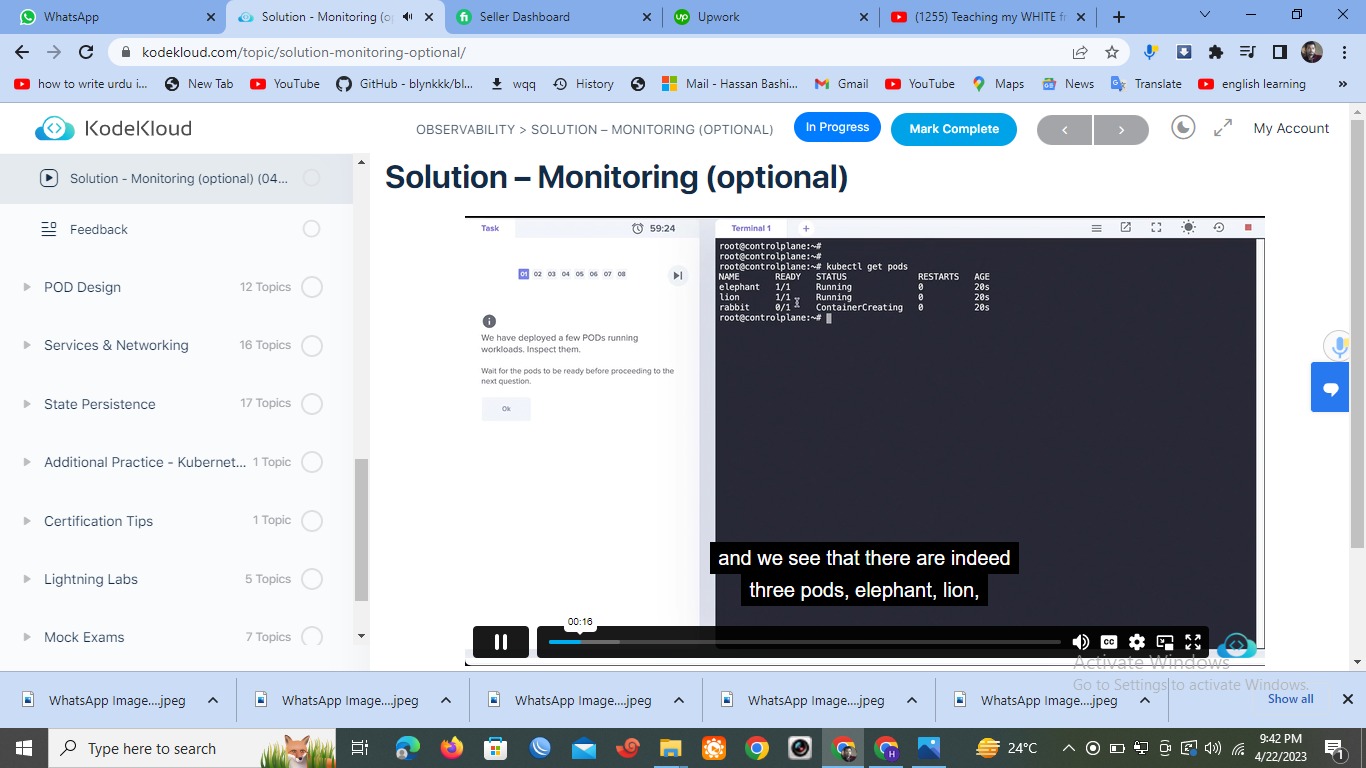 WhatsApp
Solution - Monitoring (o
Seller Dashboard
Upwork
(1255) Teaching my WHITE fr
kodekloud.com/topic/solution-monitoring-optional/
how to write urdu i...
New Tab
YouTube
GitHub - blynkkk/bl...
wqq
History
Mail - Hassan Bashi...
Gmail
YouTube
Maps
News
Translate
english learning
»
KodeKloud
OBSERVABILITY > SOLUTION – MONITORING (OPTIONAL)
In Progress
Mark Complete
My Account
Solution - Monitoring (optional) (04...
Feedback
POD Design 12 Topics
Services & Networking 16 Topics
State Persistence 17 Topics
Additional Practice - Kubernet... 1 Topic
Certification Tips 1 Topic
Lightning Labs 5 Topics
Mock Exams 7 Topics
Solution – Monitoring (optional)
Task
59:24
01 02 03 04 05 06 07 08
We have deployed a few PODs running
workloads. Inspect them.
Wait for the pods to be ready before proceeding to the
next question.
Ok
Terminal 1 +
root@controlplane:~#
root@controlplane:~#
root@controlplane:~# kubectl get pods
NAME READY STATUS RESTARTS AGE
elephant 1/1 Running 0 20s
lion 1/1 Running 0 20s
rabbit 0/1 ContainerCreating 0 20s
root@controlplane:~#
and we see that there are indeed
three pods, elephant, lion,
00:16
CC
Activate Windows
Go to Settings to activate Windows.
WhatsApp Image....jpeg
WhatsApp Image....jpeg
WhatsApp Image....jpeg
WhatsApp Image....jpeg
WhatsApp Image....jpeg
Show all
Type here to search
24°C
9:42 PM
4/22/2023
1